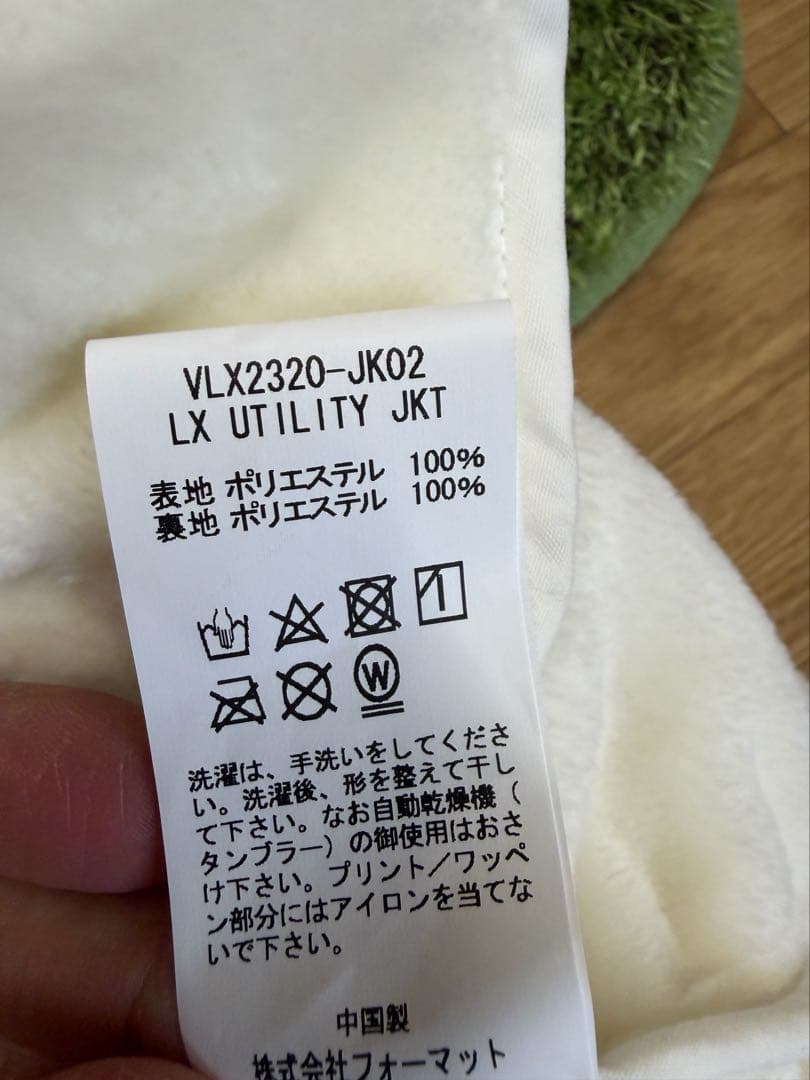 VLX2320-JK02
LX UTILITY JKT
表地 ポリエステル 100%
裏地 ポリエステル 100%
W
洗濯は、手洗いをしてくださ
い。洗濯後、形を整えて干し
て下さい。なお自動乾燥機(
タンブラー)の御使用はおさ
け下さい。プリント/ワッペ
ン部分にはアイロンを当てな
いで下さい。
中国製
株式会社フォーマット